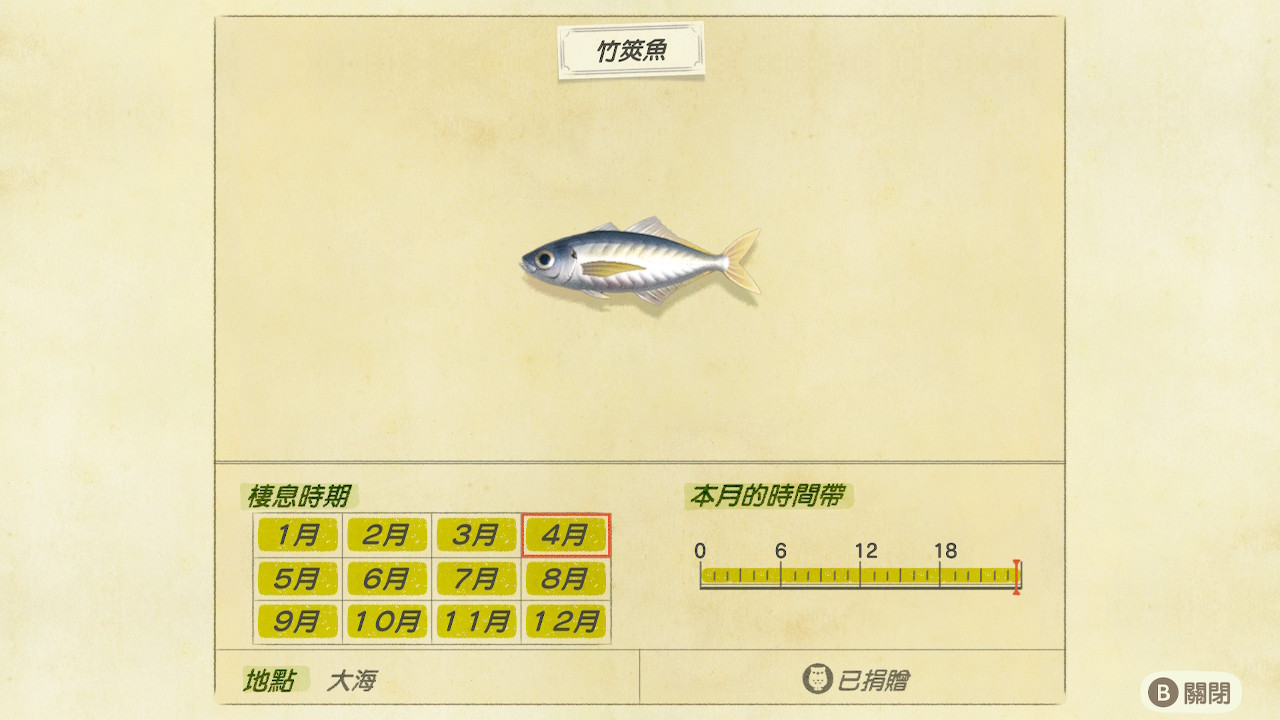 竹筴魚
棲息時期
1月 2月 3月 4月
5月 6月 7月 8月
9月 10月 11月 12月
本月的時間帶
0 6 12 18
地點 大海
已捐贈
B 關閉